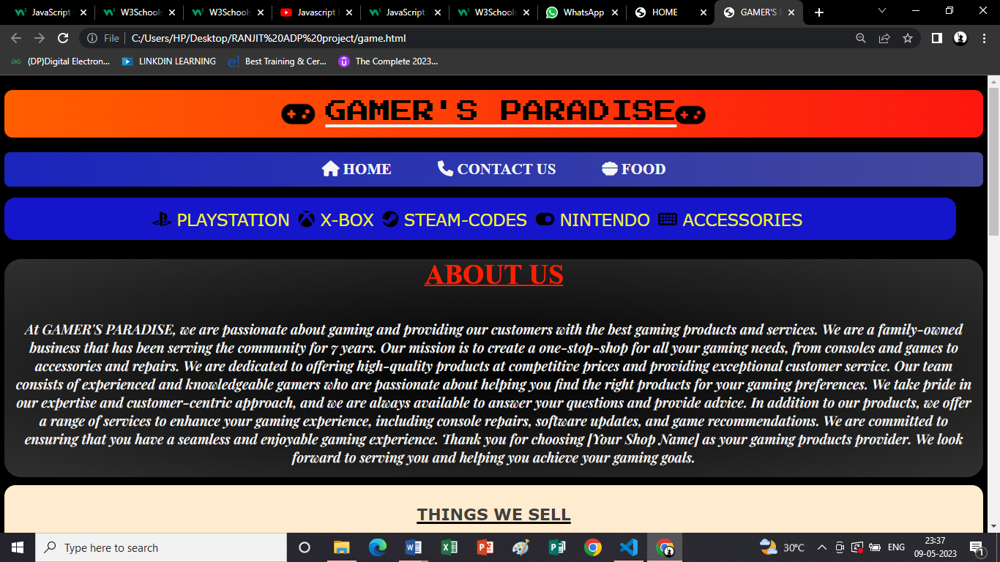 JavaScript
W3Schools
W3Schools
Javascript
JavaScript
W3Schools
WhatsApp
HOME
GAMER'S P
File C:/Users/HP/Desktop/RANJIT%20ADP%20project/game.html
(DP)Digital Electron... LINKDIN LEARNING Best Training & Cer... The Complete 2023...
GAMER'S PARADISE
HOME CONTACT US FOOD
PLAYSTATION X-BOX STEAM-CODES NINTENDO ACCESSORIES
ABOUT US
At GAMER'S PARADISE, we are passionate about gaming and providing our customers with the best gaming products and services. We are a family-owned
business that has been serving the community for 7 years. Our mission is to create a one-stop-shop for all your gaming needs, from consoles and games to
accessories and repairs. We are dedicated to offering high-quality products at competitive prices and providing exceptional customer service. Our team
consists of experienced and knowledgeable gamers who are passionate about helping you find the right products for your gaming preferences. We take pride in
our expertise and customer-centric approach, and we are always available to answer your questions and provide advice. In addition to our products, we offer
a range of services to enhance your gaming experience, including console repairs, software updates, and game recommendations. We are committed to
ensuring that you have a seamless and enjoyable gaming experience. Thank you for choosing [Your Shop Name] as your gaming products provider. We look
forward to serving you and helping you achieve your gaming goals.
THINGS WE SELL
Type here to search
30°C
ENG
23:37
09-05-2023
1